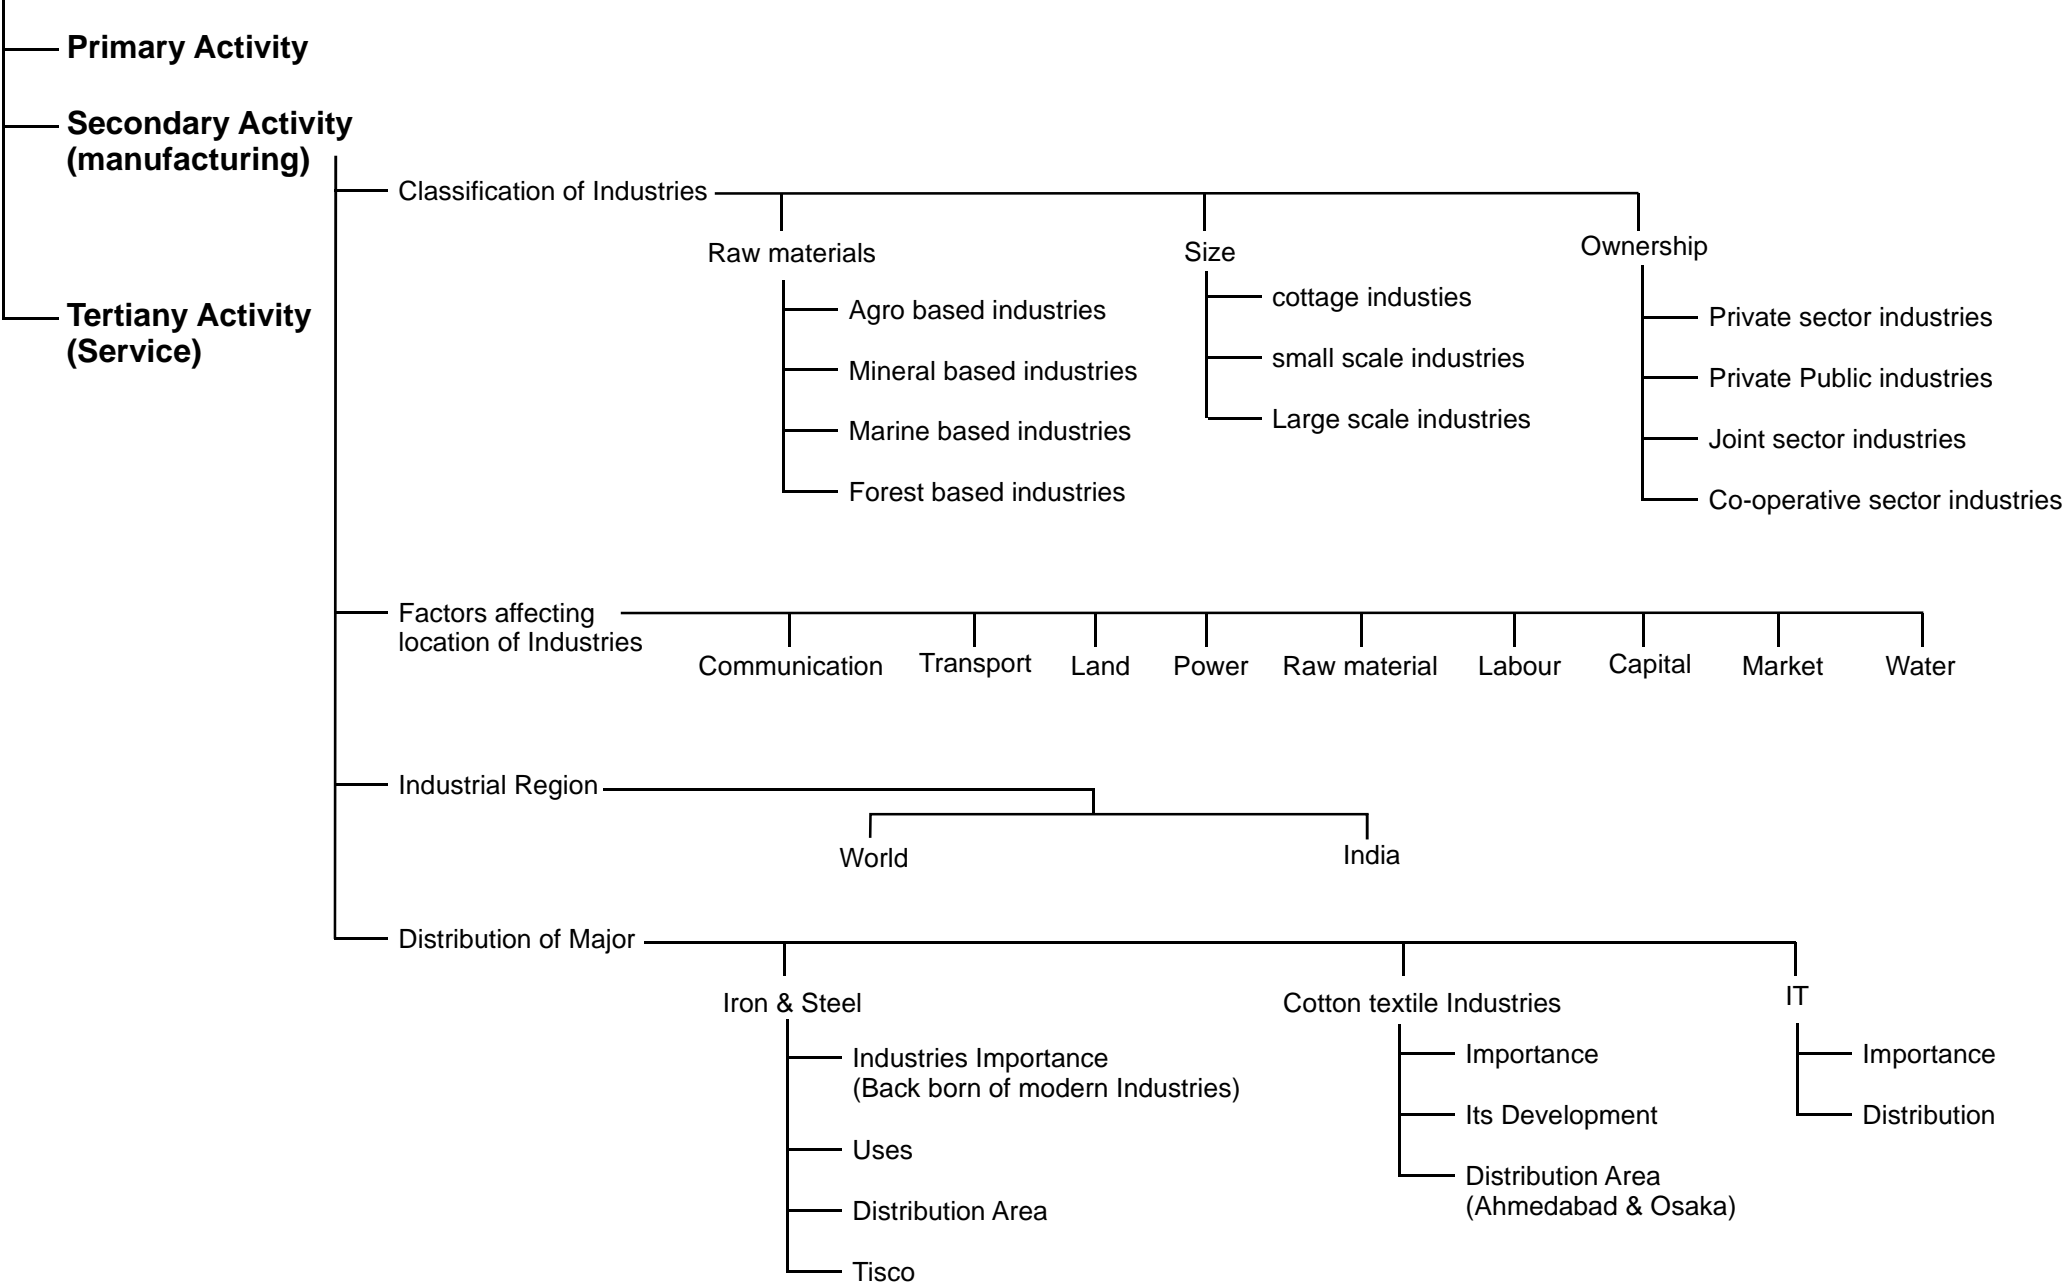 Primary Activity
Secondary Activity
(manufacturing)
Tertiany Activity
(Service)
Classification of Industries
Raw materials
Agro based industries
Mineral based industries
Marine based industries
Forest based industries
Size
cottage industies
small scale industries
Large scale industries
Ownership
Private sector industries
Private Public industries
Joint sector industries
Co-operative sector industries
Factors affecting
location of Industries
Communication
Transport
Land
Power
Raw material
Labour
Capital
Market
Water
Industrial Region
World
India
Distribution of Major
Iron & Steel
Industries Importance
(Back born of modern Industries)
Uses
Distribution Area
Tisco
Cotton textile Industries
Importance
Its Development
Distribution Area
(Ahmedabad & Osaka)
IT
Importance
Distribution